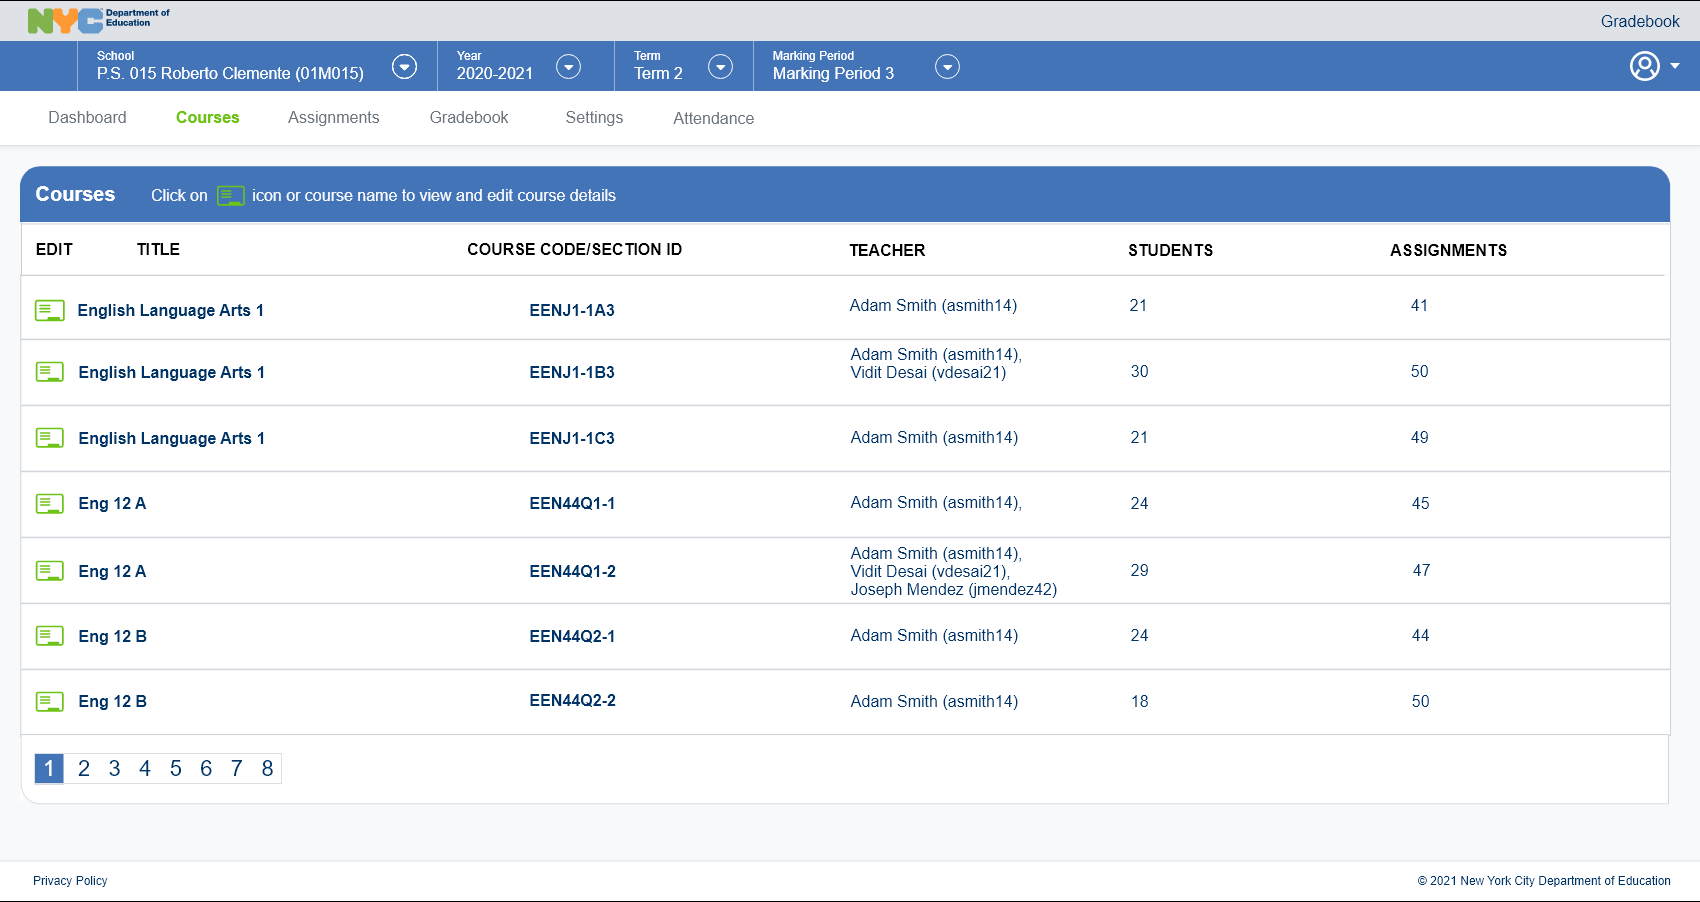 NYC Department of
Education
Gradebook
School
P.S. 015 Roberto Clemente (01M015)
Year
2020-2021
Term
Term 2
Marking Period
Marking Period 3
Dashboard Courses Assignments Gradebook Settings Attendance
Courses Click on icon or course name to view and edit course details
EDIT TITLE COURSE CODE/SECTION ID TEACHER STUDENTS ASSIGNMENTS
English Language Arts 1 EENJ1-1A3 Adam Smith (asmith14) 21 41
English Language Arts 1 EENJ1-1B3 Adam Smith (asmith14),
Vidit Desai (vdesai21) 30 50
English Language Arts 1 EENJ1-1C3 Adam Smith (asmith14) 21 49
Eng 12 A EEN44Q1-1 Adam Smith (asmith14), 24 45
Eng 12 A EEN44Q1-2 Adam Smith (asmith14),
Vidit Desai (vdesai21),
Joseph Mendez (jmendez42) 29 47
Eng 12 B EEN44Q2-1 Adam Smith (asmith14) 24 44
Eng 12 B EEN44Q2-2 Adam Smith (asmith14) 18 50
1 2 3 4 5 6 7 8
Privacy Policy © 2021 New York City Department of Education